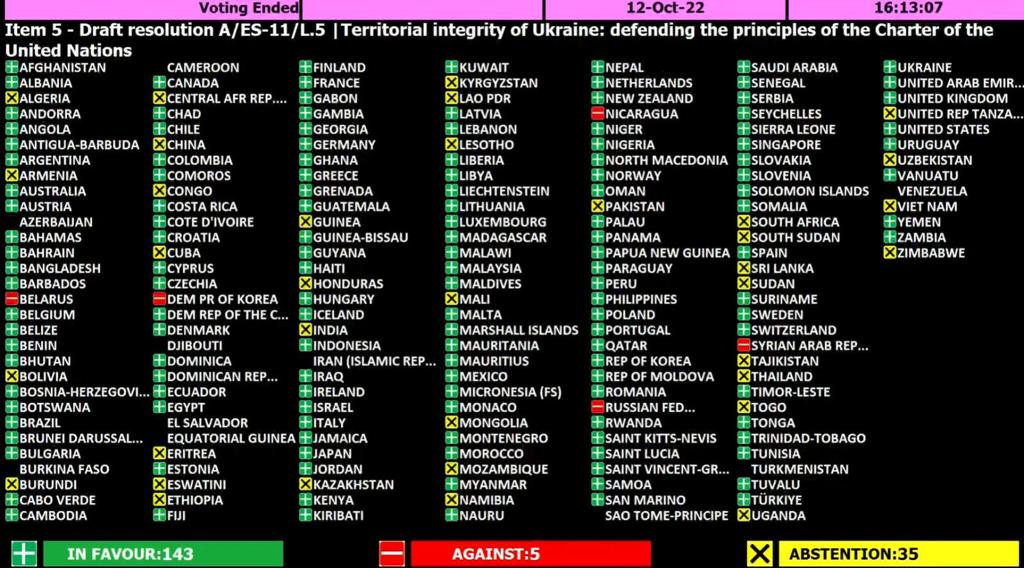 Voting Ended 12-Oct-22 16:13:07
Item 5 - Draft resolution A/ES-11/L.5 |Territorial integrity of Ukraine: defending the principles of the Charter of the
United Nations
AFGHANISTAN
ALBANIA
ALGERIA
ANDORRA
ANGOLA
ANTIGUA-BARBUDA
ARGENTINA
ARMENIA
AUSTRALIA
AUSTRIA
AZERBAIJAN
BAHAMAS
BAHRAIN
BANGLADESH
BARBADOS
BELARUS
BELGIUM
BELIZE
BENIN
BHUTAN
BOLIVIA
BOSNIA-HERZEGOVI...
BOTSWANA
BRAZIL
BRUNEI DARUSSAL...
BULGARIA
BURKINA FASO
BURUNDI
CABO VERDE
CAMBODIA
CAMEROON
CANADA
CENTRAL AFR REP....
CHAD
CHILE
CHINA
COLOMBIA
COMOROS
CONGO
COSTA RICA
COTE D'IVOIRE
CROATIA
CUBA
CYPRUS
CZECHIA
DEM PR OF KOREA
DEM REP OF THE C...
DENMARK
DJIBOUTI
DOMINICA
DOMINICAN REP...
ECUADOR
EGYPT
EL SALVADOR
EQUATORIAL GUINEA
ERITREA
ESTONIA
ESWATINI
ETHIOPIA
FIJI
FINLAND
FRANCE
GABON
GAMBIA
GEORGIA
GERMANY
GHANA
GREECE
GRENADA
GUATEMALA
GUINEA
GUINEA-BISSAU
GUYANA
HAITI
HONDURAS
HUNGARY
ICELAND
INDIA
INDONESIA
IRAN (ISLAMIC REP...
IRAQ
IRELAND
ISRAEL
ITALY
JAMAICA
JAPAN
JORDAN
KAZAKHSTAN
KENYA
KIRIBATI
KUWAIT
KYRGYZSTAN
LAO PDR
LATVIA
LEBANON
LESOTHO
LIBERIA
LIBYA
LIECHTENSTEIN
LITHUANIA
LUXEMBOURG
MADAGASCAR
MALAWI
MALAYSIA
MALDIVES
MALI
MALTA
MARSHALL ISLANDS
MAURITANIA
MAURITIUS
MEXICO
MICRONESIA (FS)
MONACO
MONGOLIA
MONTENEGRO
MOROCCO
MOZAMBIQUE
MYANMAR
NAMIBIA
NAURU
NEPAL
NETHERLANDS
NEW ZEALAND
NICARAGUA
NIGER
NIGERIA
NORTH MACEDONIA
NORWAY
OMAN
PAKISTAN
PALAU
PANAMA
PAPUA NEW GUINEA
PARAGUAY
PERU
PHILIPPINES
POLAND
PORTUGAL
QATAR
REP OF KOREA
REP OF MOLDOVA
ROMANIA
RUSSIAN FED...
RWANDA
SAINT KITTS-NEVIS
SAINT LUCIA
SAINT VINCENT-GR...
SAMOA
SAN MARINO
SAO TOME-PRINCIPE
SAUDI ARABIA
SENEGAL
SERBIA
SEYCHELLES
SIERRA LEONE
SINGAPORE
SLOVAKIA
SLOVENIA
SOLOMON ISLANDS
SOMALIA
SOUTH AFRICA
SOUTH SUDAN
SPAIN
SRI LANKA
SUDAN
SURINAME
SWEDEN
SWITZERLAND
SYRIAN ARAB REP...
TAJIKISTAN
THAILAND
TIMOR-LESTE
TOGO
TONGA
TRINIDAD-TOBAGO
TUNISIA
TURKMENISTAN
TUVALU
TÜRKIYE
UGANDA
UKRAINE
UNITED ARAB EMIR...
UNITED KINGDOM
UNITED REP TANZA...
UNITED STATES
URUGUAY
UZBEKISTAN
VANUATU
VENEZUELA
VIET NAM
YEMEN
ZAMBIA
ZIMBABWE
IN FAVOUR:143 AGAINST:5 ABSTENTION:35